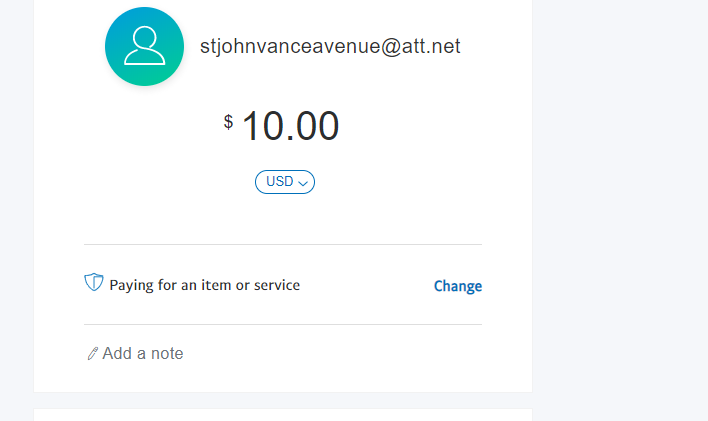 stjohnvanceavenue@att.net
$ 10.00
USD
Paying for an item or service Change
Add a note